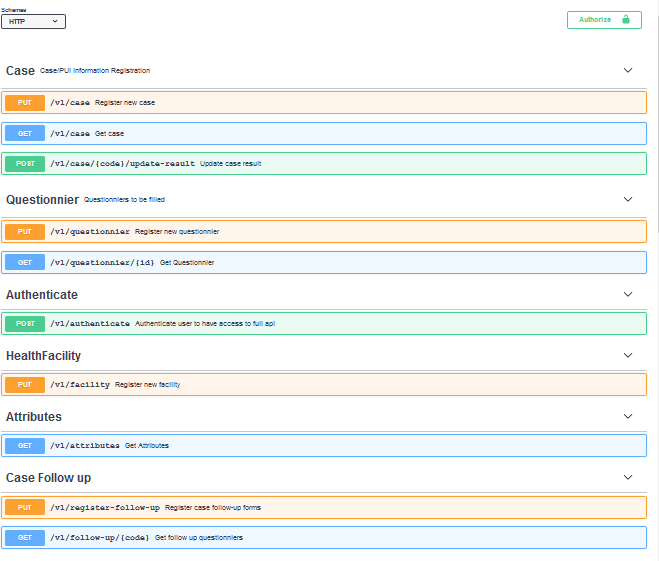 Schemes
HTTP
Authorize
Case Case/PUI Information Registration
PUT /v1/case Register new case
GET /v1/case Get case
POST /v1/case/{code}/update-result Update case result
Questionnier Questionniers to be filled
PUT /v1/questionnier Register new questionnier
GET /v1/questionnier/{id} Get Questionnier
Authenticate
POST /v1/authenticate Authenticate user to have access to full api
HealthFacility
PUT /v1/facility Register new facility
Attributes
GET /v1/attributes Get Attributes
Case Follow up
PUT /v1/register-follow-up Register case follow-up forms
GET /v1/follow-up/{code} Get follow up questionniers